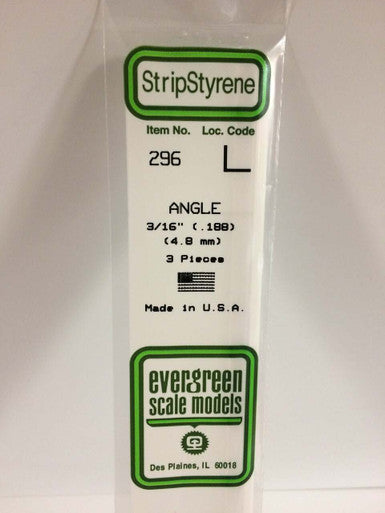 StripStyrene
Item No. Loc. Code
296 L
ANGLE
3/16" (.188)
(4.8 mm)
3 Pieces
Made in U.S.A.
evergreen
scale models
Des Plaines, IL 60018